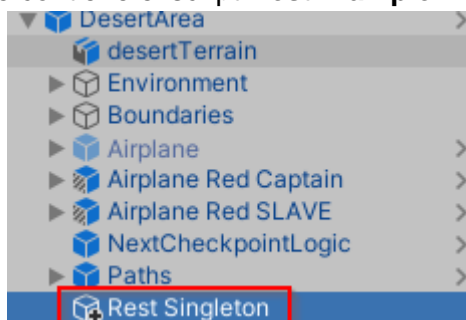 DesertArea
desertTerrain
Environment
Boundaries
Airplane
Airplane Red Captain
Airplane Red SLAVE
NextCheckpointLogic
Paths
Rest Singleton